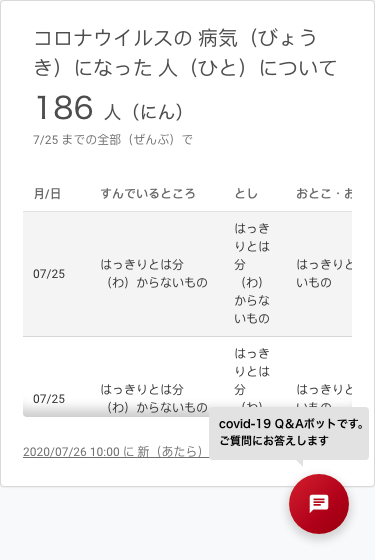 コロナウイルスの 病気（びょう
き）になった 人（ひと）について
186 人（にん）
7/25 までの全部（ぜんぶ）で
月/日 すんでいるところ とし おとこ・お
はっき
りとは
分
（わ）
からな
いもの
07/25
はっきりとは分
（わ）からないもの
はっきりと
いもの
はっき
りとは
分
（わ）
07/25
はっきりとは分
（わ）からないもの
はっきりと
2020/07/26 10:00 に 新（あたら）
covid-19 Q＆Aボットです。
ご質問にお答えします